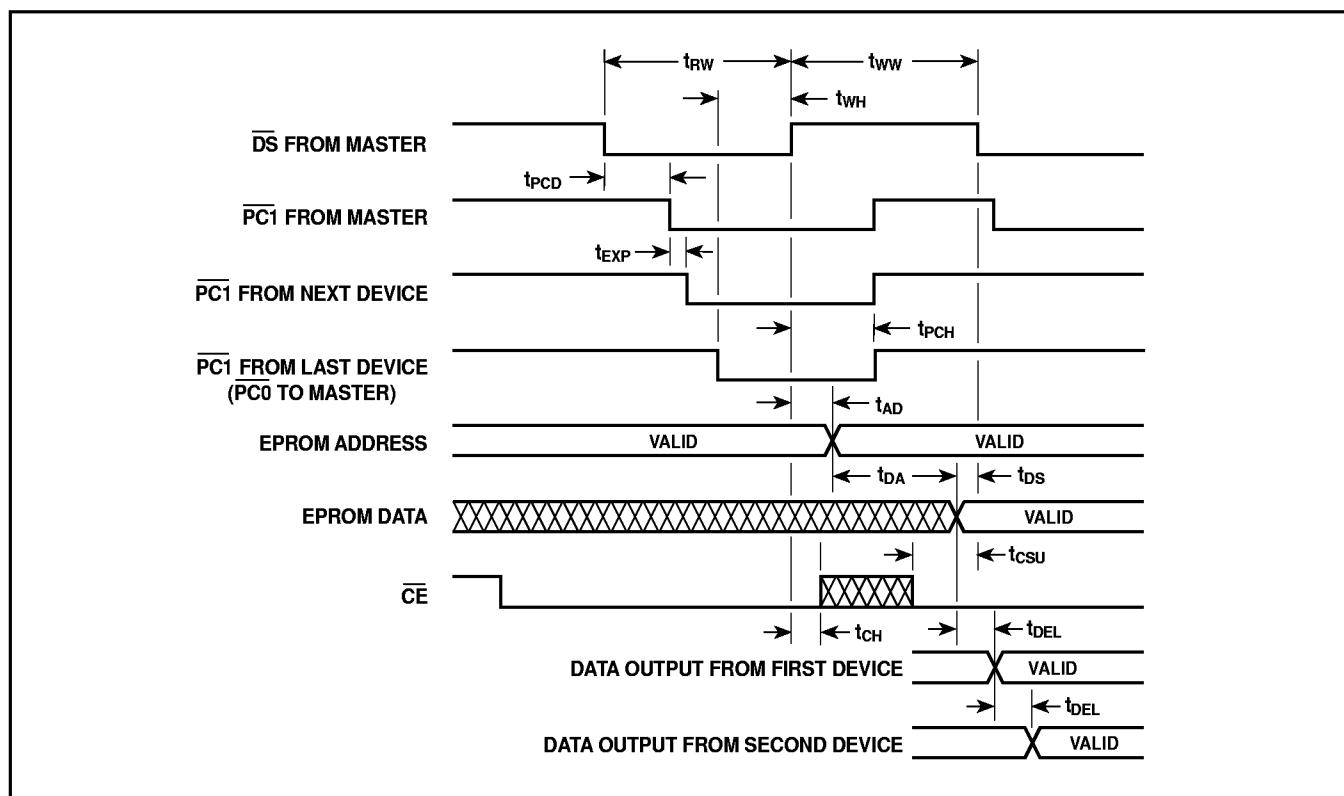 tRW tWW
tWH
DS FROM MASTER
tPCD
PC1 FROM MASTER
tEXP
PC1 FROM NEXT DEVICE
tPCH
PC1 FROM LAST DEVICE
(PC0 TO MASTER)
tAD
EPROM ADDRESS VALID VALID
tDA tDS
EPROM DATA VALID
tCSU
CE
tCH tDEL
DATA OUTPUT FROM FIRST DEVICE VALID
tDEL
DATA OUTPUT FROM SECOND DEVICE VALID